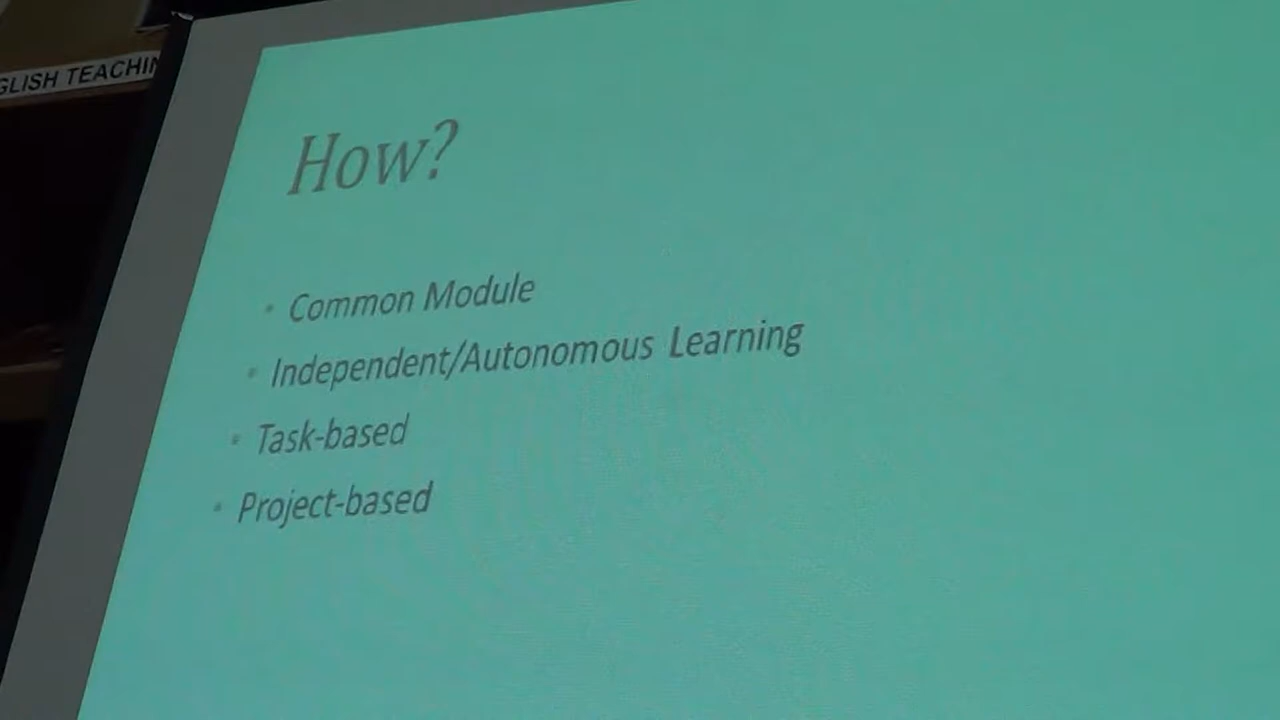 GLISH TEACHIN
How?
Common Module
Independent/Autonomous Learning
Task-based
Project-based